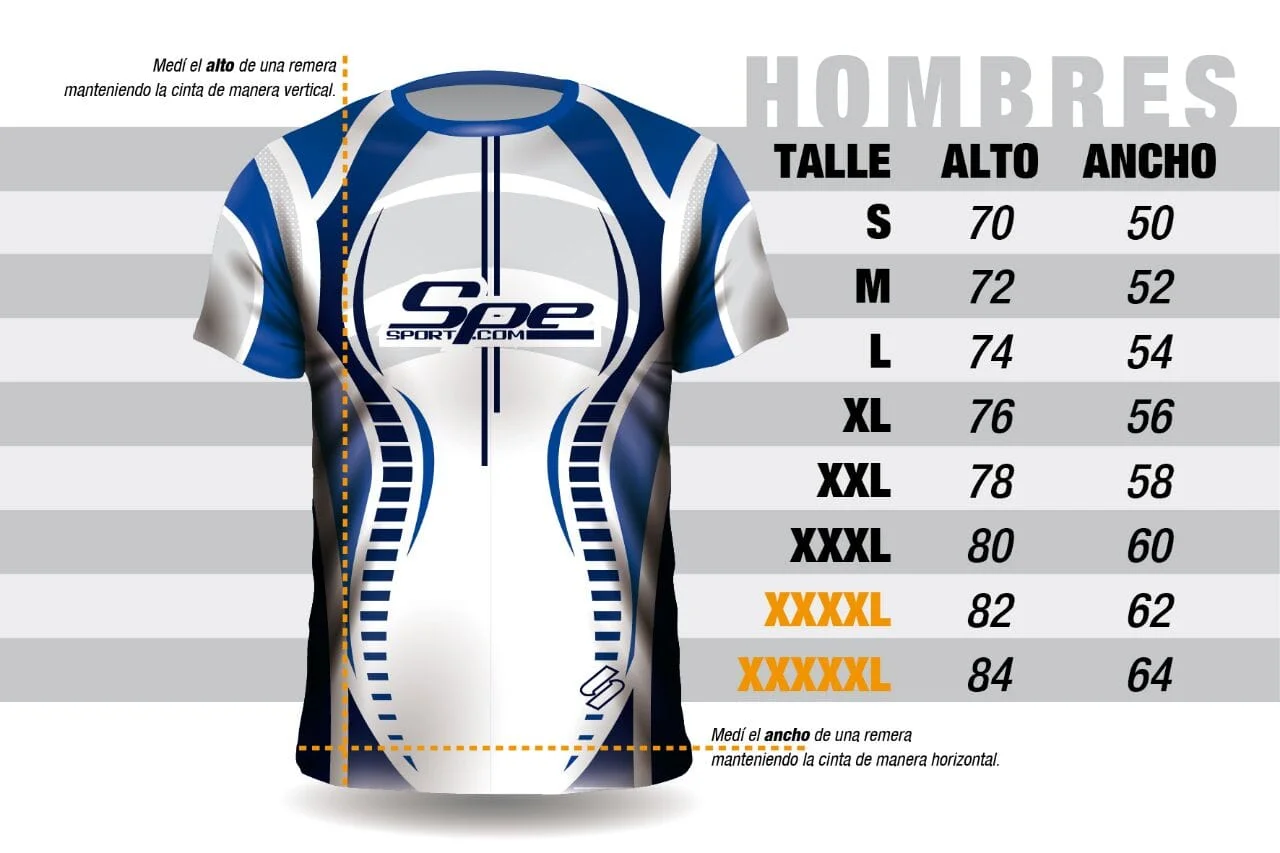 Medí el alto de una remera
manteniendo la cinta de manera vertical.
HOMBRES
TALLE ALTO ANCHO
S 70 50
M 72 52
L 74 54
XL 76 56
XXL 78 58
XXXL 80 60
XXXXL 82 62
XXXXXL 84 64
Spe
SPORT.COM
Medí el ancho de una remera
manteniendo la cinta de manera horizontal.